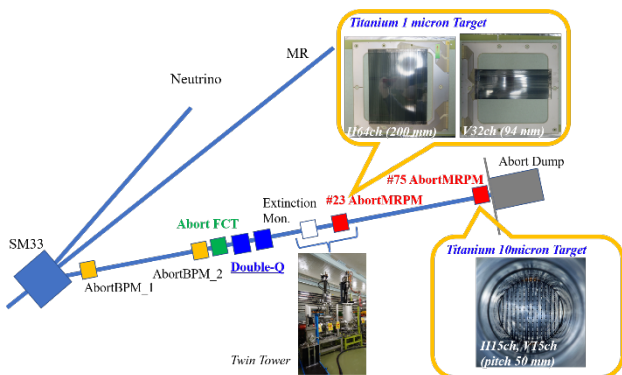 Titanium 1 micron Target
MR
Neutrino
H64ch (200 mm)
V32ch (94 mm)
Abort Dump
#75 AbortMRPM
Extinction
Mon.
#23 AbortMRPM
Abort FCT
SM33
Titanium 10micron Target
AbortBPM_2
Double-Q
AbortBPM_1
H15ch, V15ch
(pitch 50 mm)
Twin Tower